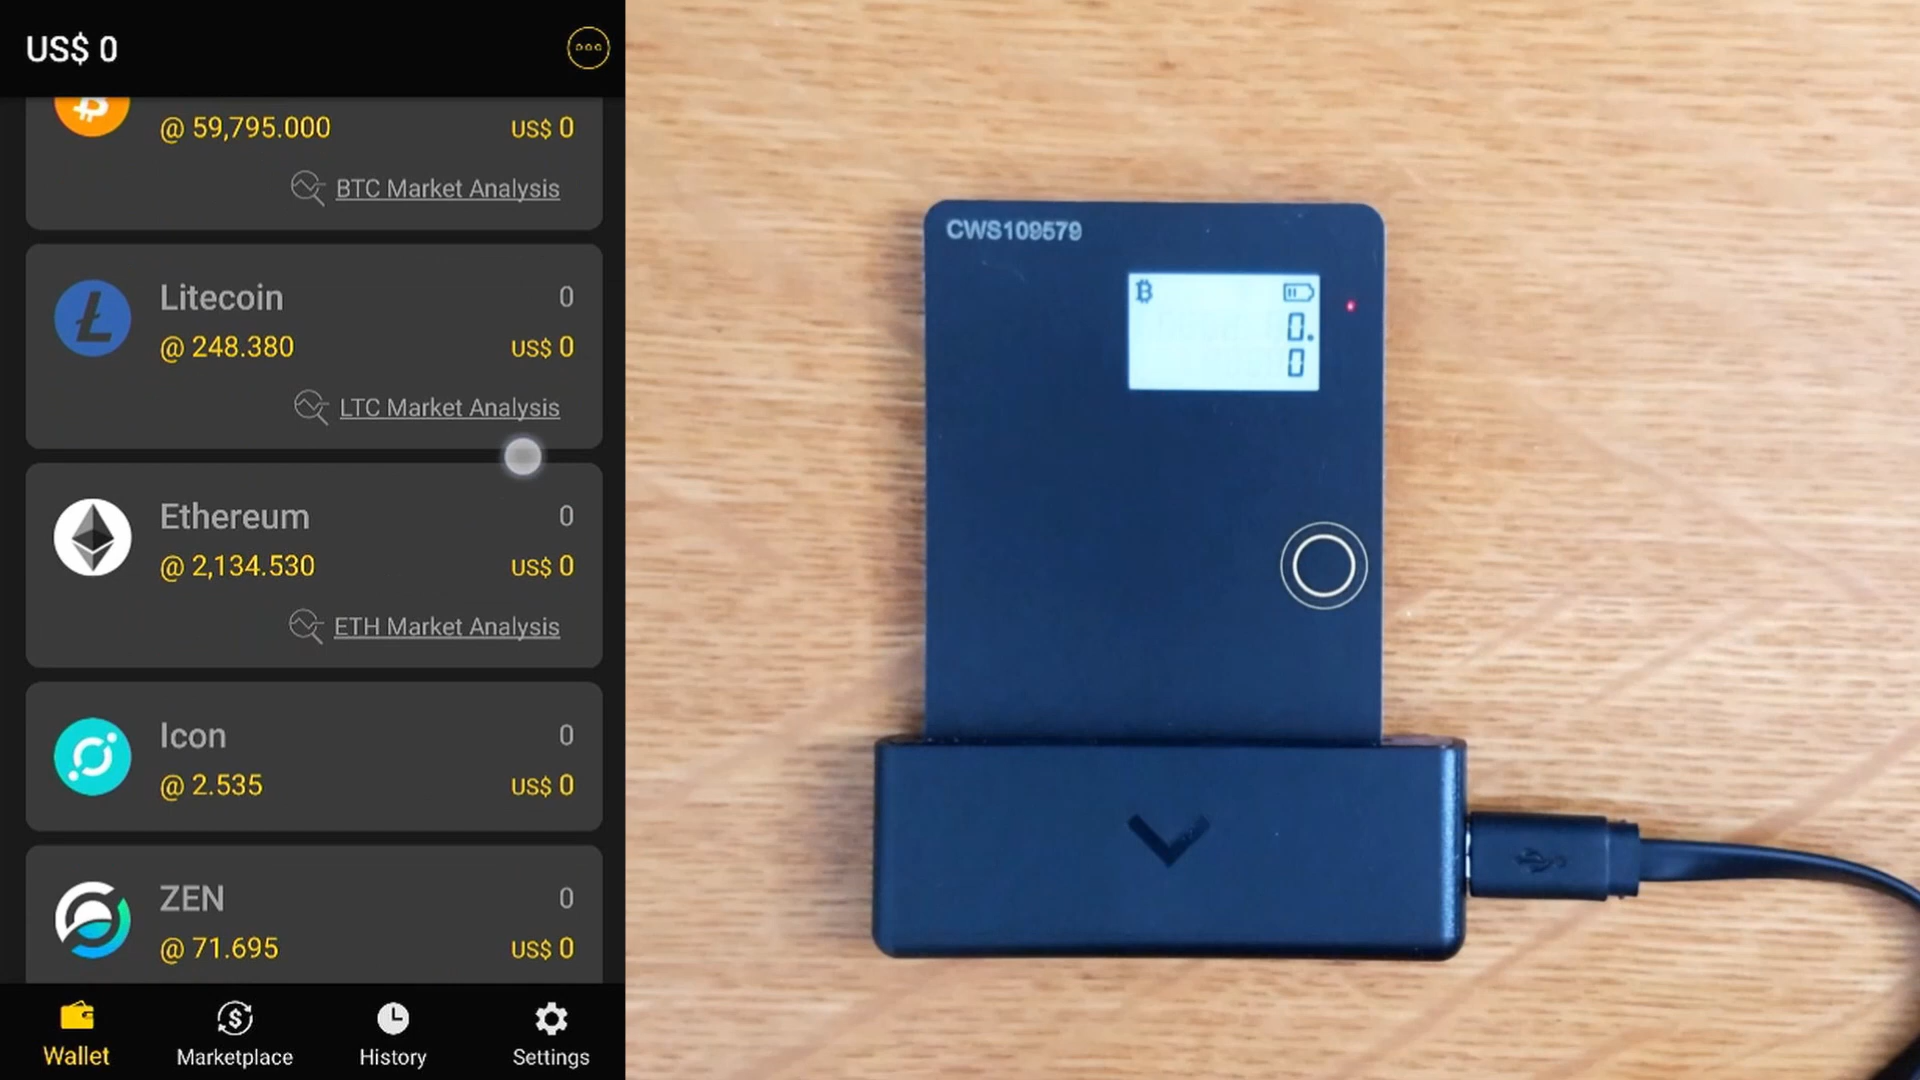 US$ 0
@ 59,795.000
US$ 0
BTC Market Analysis
Litecoin
0
@ 248.380
US$ 0
LTC Market Analysis
Ethereum
0
@ 2,134.530
US$ 0
ETH Market Analysis
Icon
0
@ 2.535
US$ 0
ZEN
0
@ 71.695
US$ 0
Wallet
Marketplace
History
Settings
CWS109579
0.
0